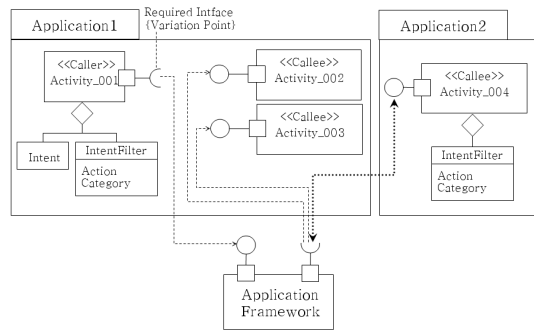 Required Intface
{Variation Point}
Application1
Application2
<<Caller>>
Activity_001
<<Callee>>
Activity_002
<<Callee>>
Activity_003
<<Callee>>
Activity_004
Intent
IntentFilter
Action
Category
IntentFilter
Action
Category
Application
Framework